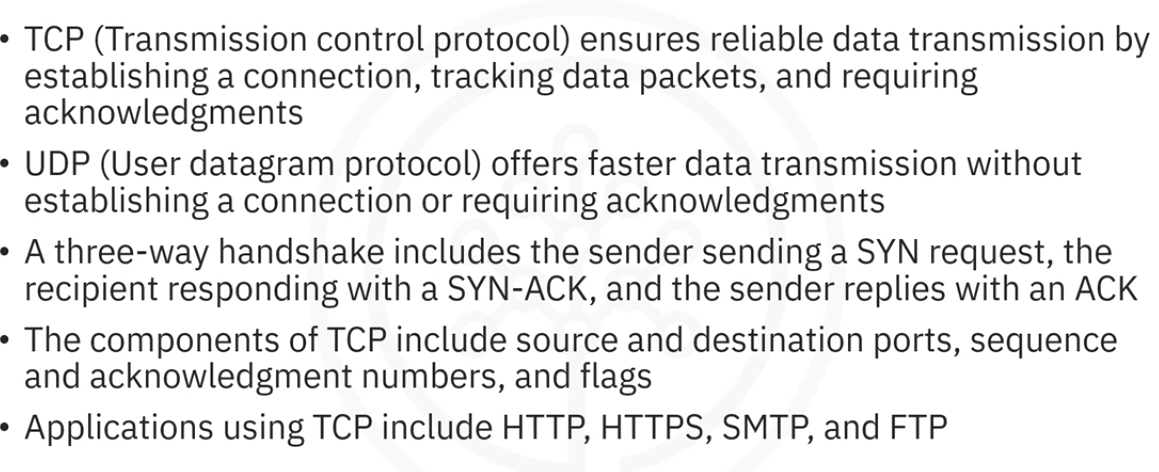 • TCP (Transmission control protocol) ensures reliable data transmission by
establishing a connection, tracking data packets, and requiring
acknowledgments
• UDP (User datagram protocol) offers faster data transmission without
establishing a connection or requiring acknowledgments
• A three-way handshake includes the sender sending a SYN request, the
recipient responding with a SYN-ACK, and the sender replies with an ACK
• The components of TCP include source and destination ports, sequence
and acknowledgment numbers, and flags
• Applications using TCP include HTTP, HTTPS, SMTP, and FTP